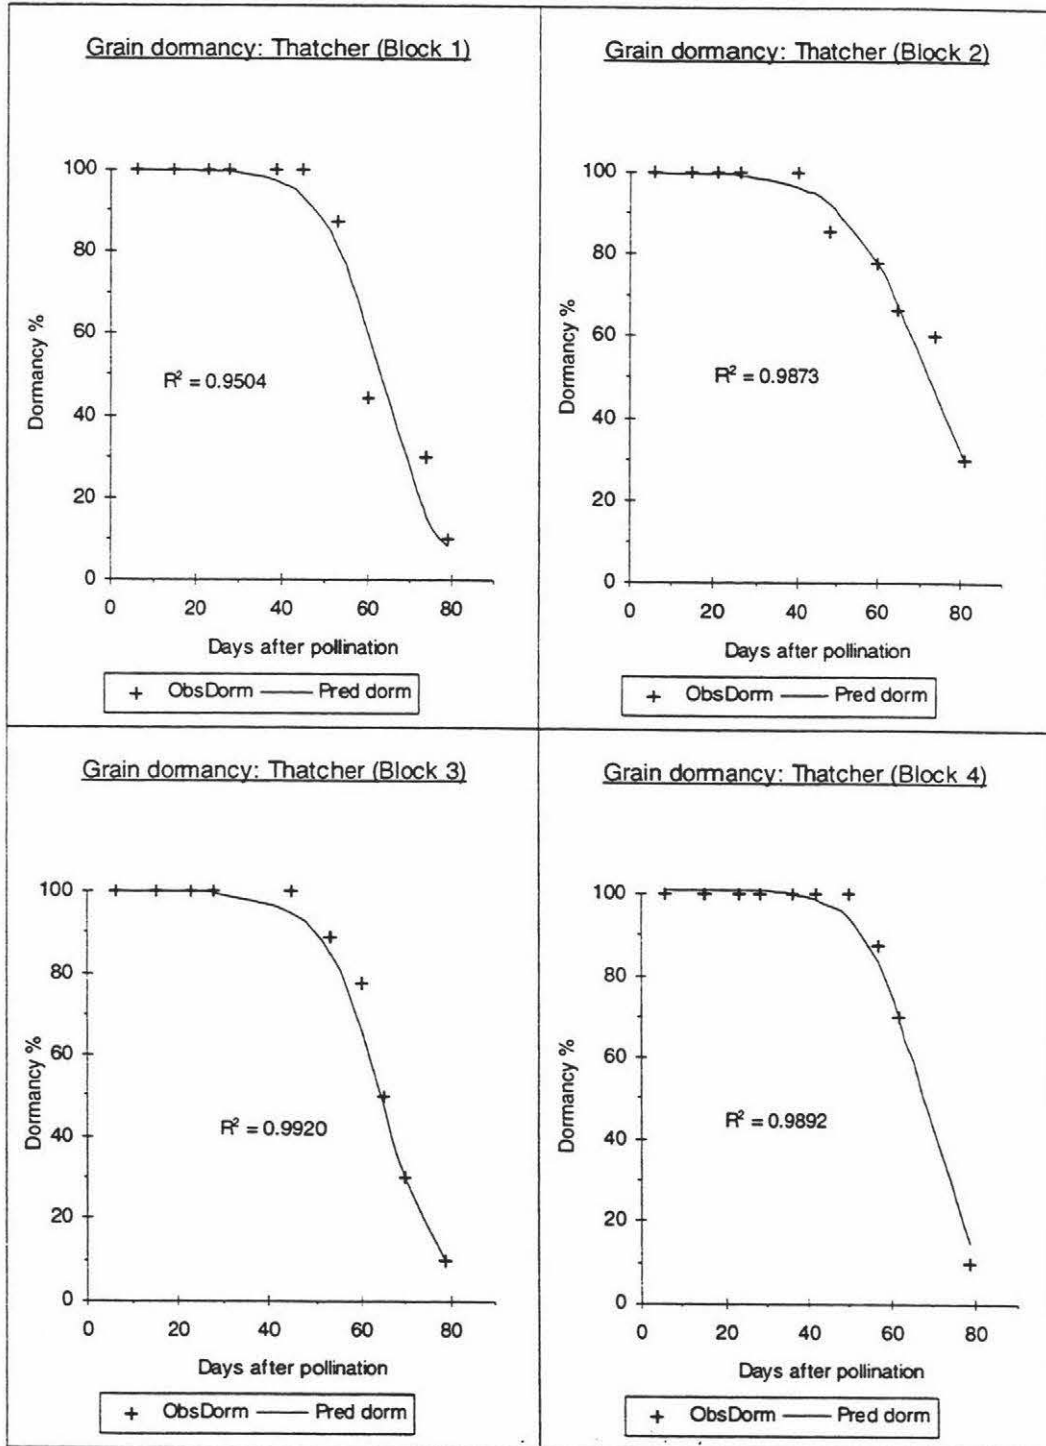 Grain dormancy: Thatcher (Block 1)
100
80
60
40
20
0
Dormancy %
R² = 0.9504
0 20 40 60 80
Days after pollination
+ ObsDorm —— Pred dorm
Grain dormancy: Thatcher (Block 2)
100
80
60
40
20
0
Dormancy %
R² = 0.9873
0 20 40 60 80
Days after pollination
+ ObsDorm —— Pred dorm
Grain dormancy: Thatcher (Block 3)
100
80
60
40
20
0
Dormancy %
R² = 0.9920
0 20 40 60 80
Days after pollination
+ ObsDorm —— Pred dorm
Grain dormancy: Thatcher (Block 4)
100
80
60
40
20
0
Dormancy %
R² = 0.9892
0 20 40 60 80
Days after pollination
+ ObsDorm —— Pred dorm